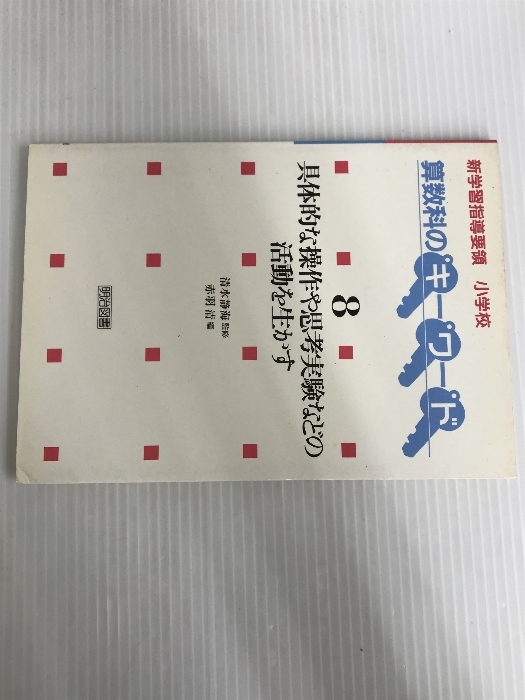 新学習指導要領 小学校
算数科のキーワード
8
具体的な操作や思考実験などの
活動を生かす
清水静海 監修
赤羽 清 編
明治図書